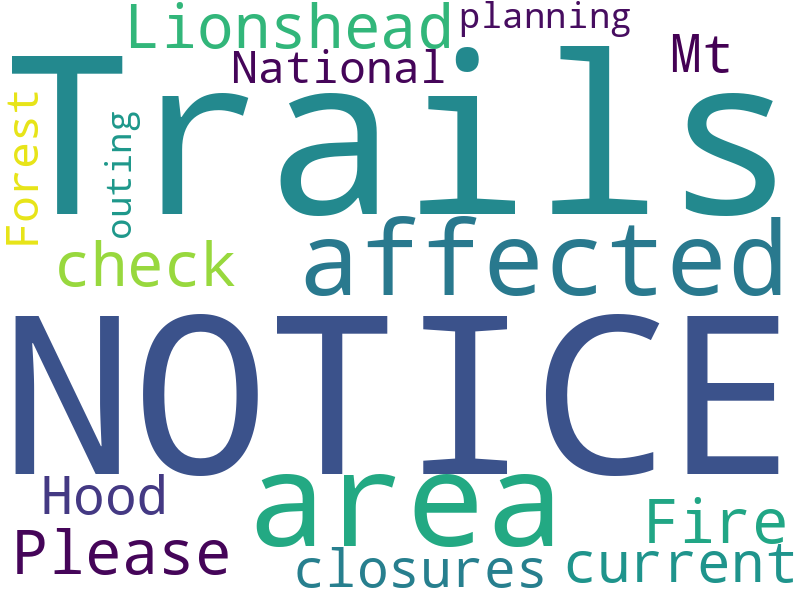 Lionshead
planning
National
Mt
Trails
Forest
outing
check
affected
NOTICE
Hood
area
Please
Fire
closures
current